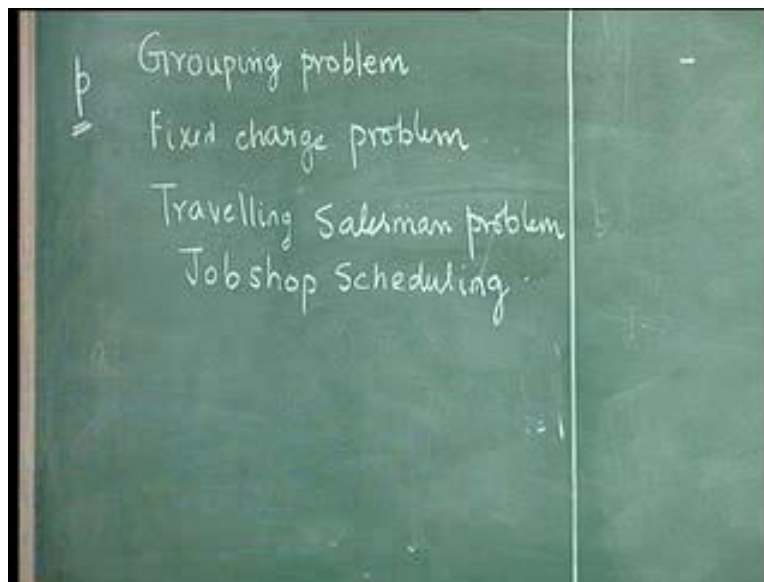 p
Grouping problem
Fixed charge problem
Travelling Salesman problem
Jobshop Scheduling